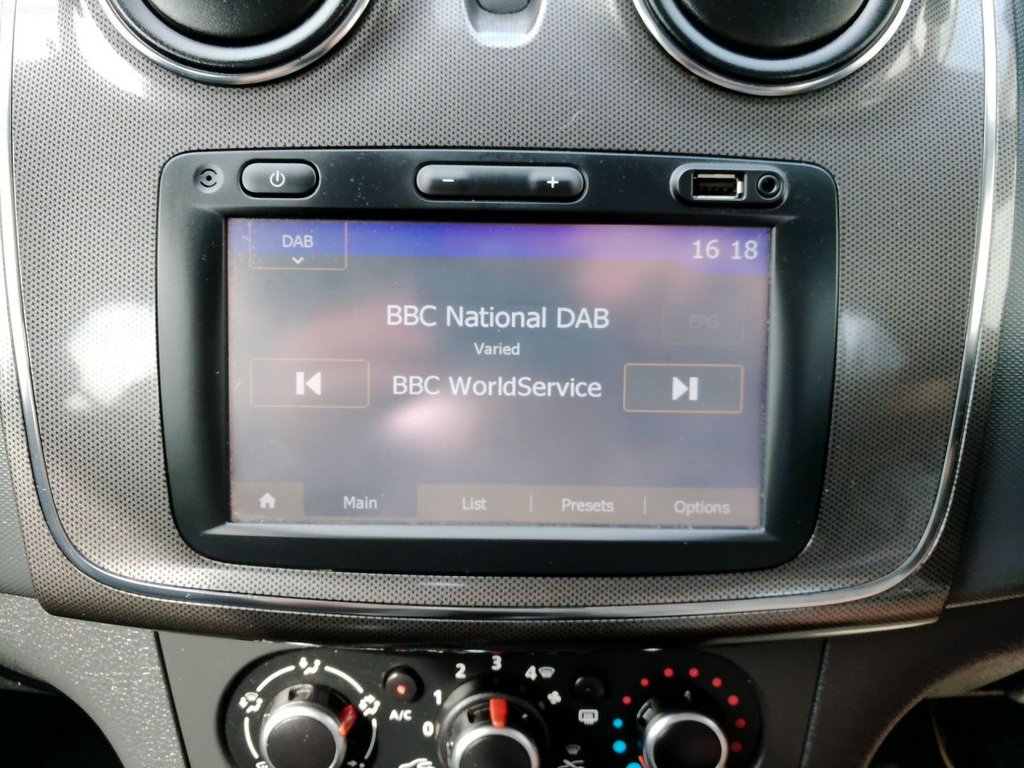 DAB
16 18
BBC National DAB
EPG
Varied
BBC WorldService
Main
List
Presets
Options
A/C
0
1
2
3
4